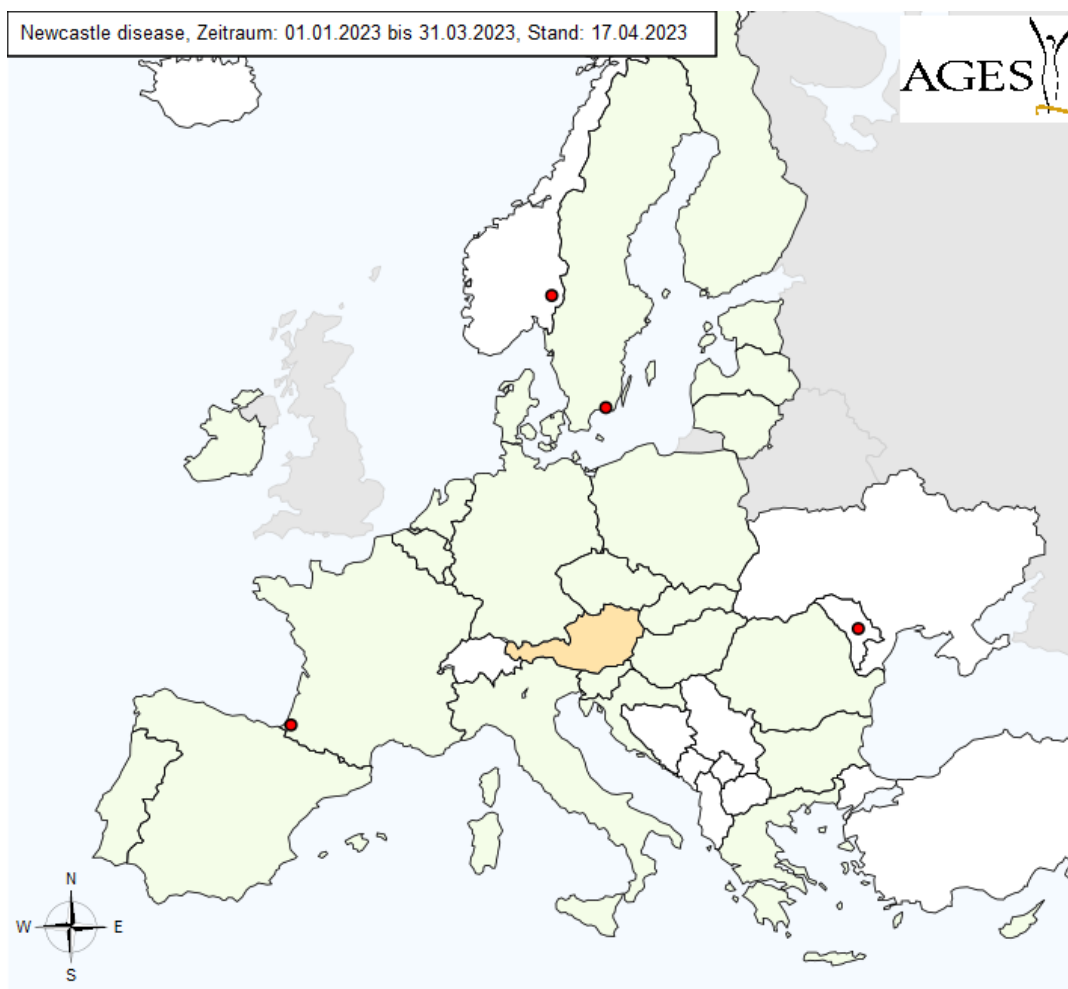 Newcastle disease, Zeitraum: 01.01.2023 bis 31.03.2023, Stand: 17.04.2023
AGES
N
W E
S